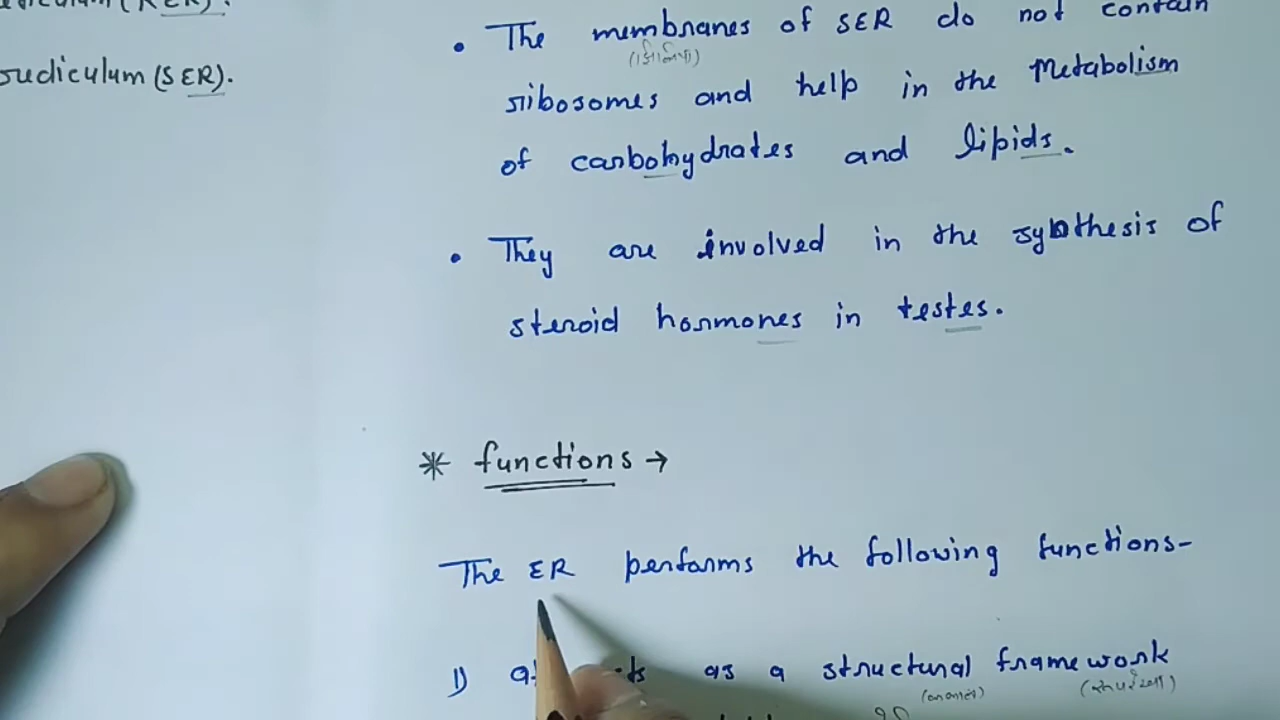 SER).
• The membranes of SER do not contain
ribosomes and help in the Metabolism
of carbohydrates and lipids.
• They are involved in the synthesis of
steroid hormones in testes.
* functions →
The ER performs the following functions-
1) as a structural framework